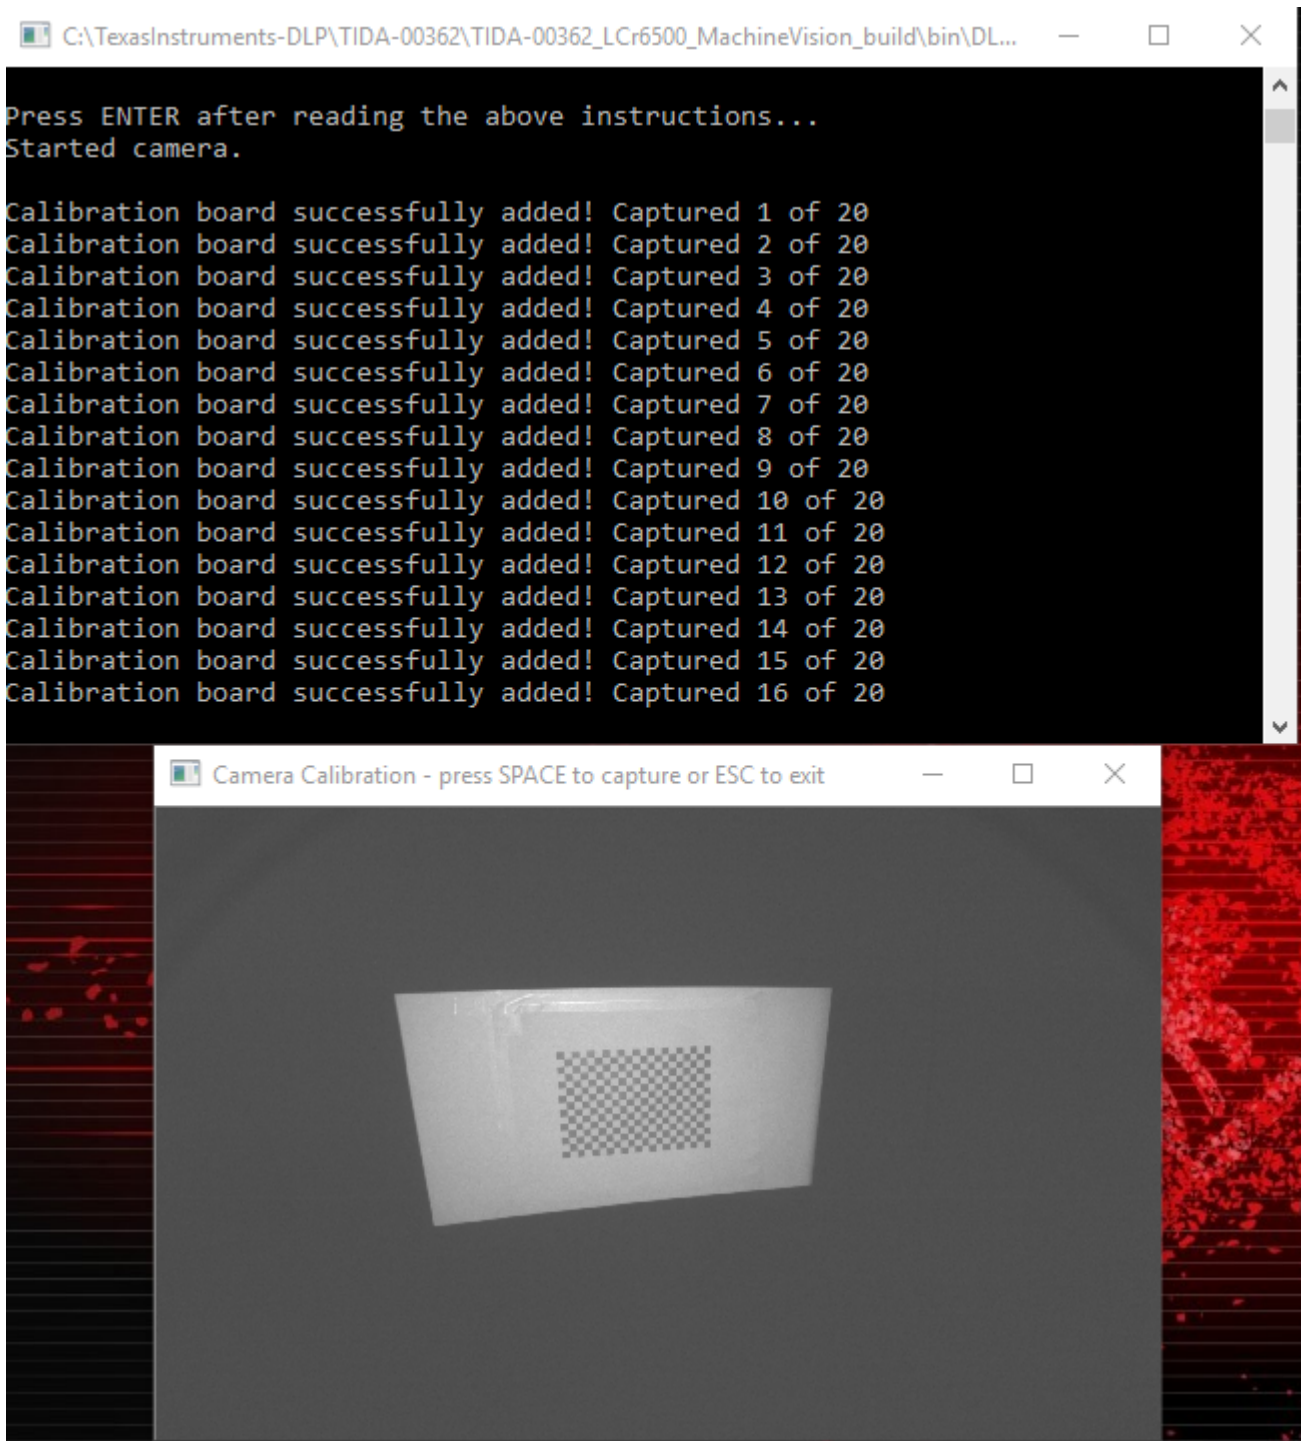 C:\TexasInstruments-DLP\TIDA-00362\TIDA-00362_LCr6500_MachineVision_build\bin\DL...
Press ENTER after reading the above instructions...
Started camera.
Calibration board successfully added! Captured 1 of 20
Calibration board successfully added! Captured 2 of 20
Calibration board successfully added! Captured 3 of 20
Calibration board successfully added! Captured 4 of 20
Calibration board successfully added! Captured 5 of 20
Calibration board successfully added! Captured 6 of 20
Calibration board successfully added! Captured 7 of 20
Calibration board successfully added! Captured 8 of 20
Calibration board successfully added! Captured 9 of 20
Calibration board successfully added! Captured 10 of 20
Calibration board successfully added! Captured 11 of 20
Calibration board successfully added! Captured 12 of 20
Calibration board successfully added! Captured 13 of 20
Calibration board successfully added! Captured 14 of 20
Calibration board successfully added! Captured 15 of 20
Calibration board successfully added! Captured 16 of 20
Camera Calibration - press SPACE to capture or ESC to exit